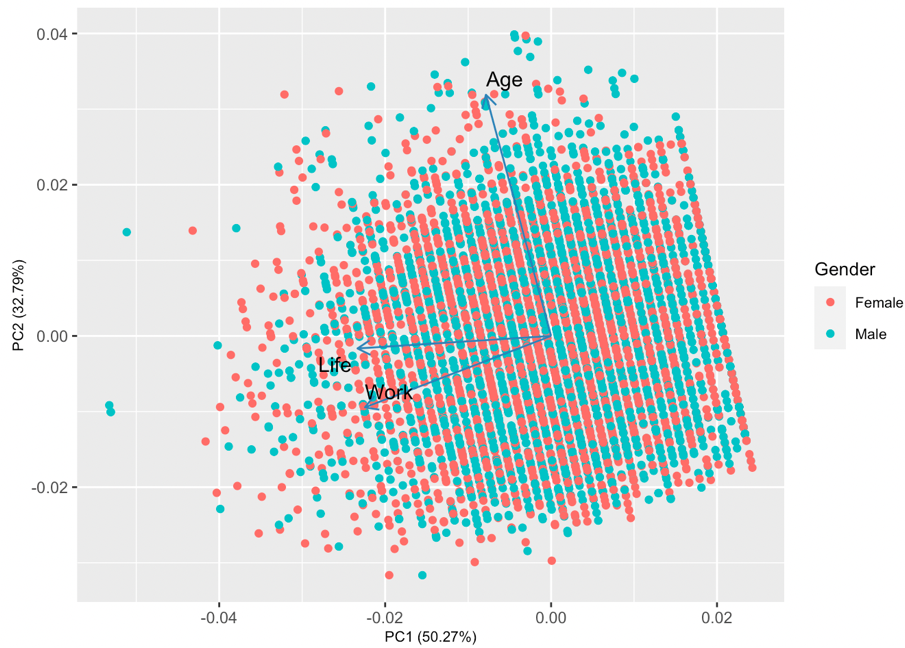 0.04
0.02
0.00
-0.02
PC2 (32.79%)
Age
Life
Work
-0.04
-0.02
0.00
0.02
PC1 (50.27%)
Gender
Female
Male